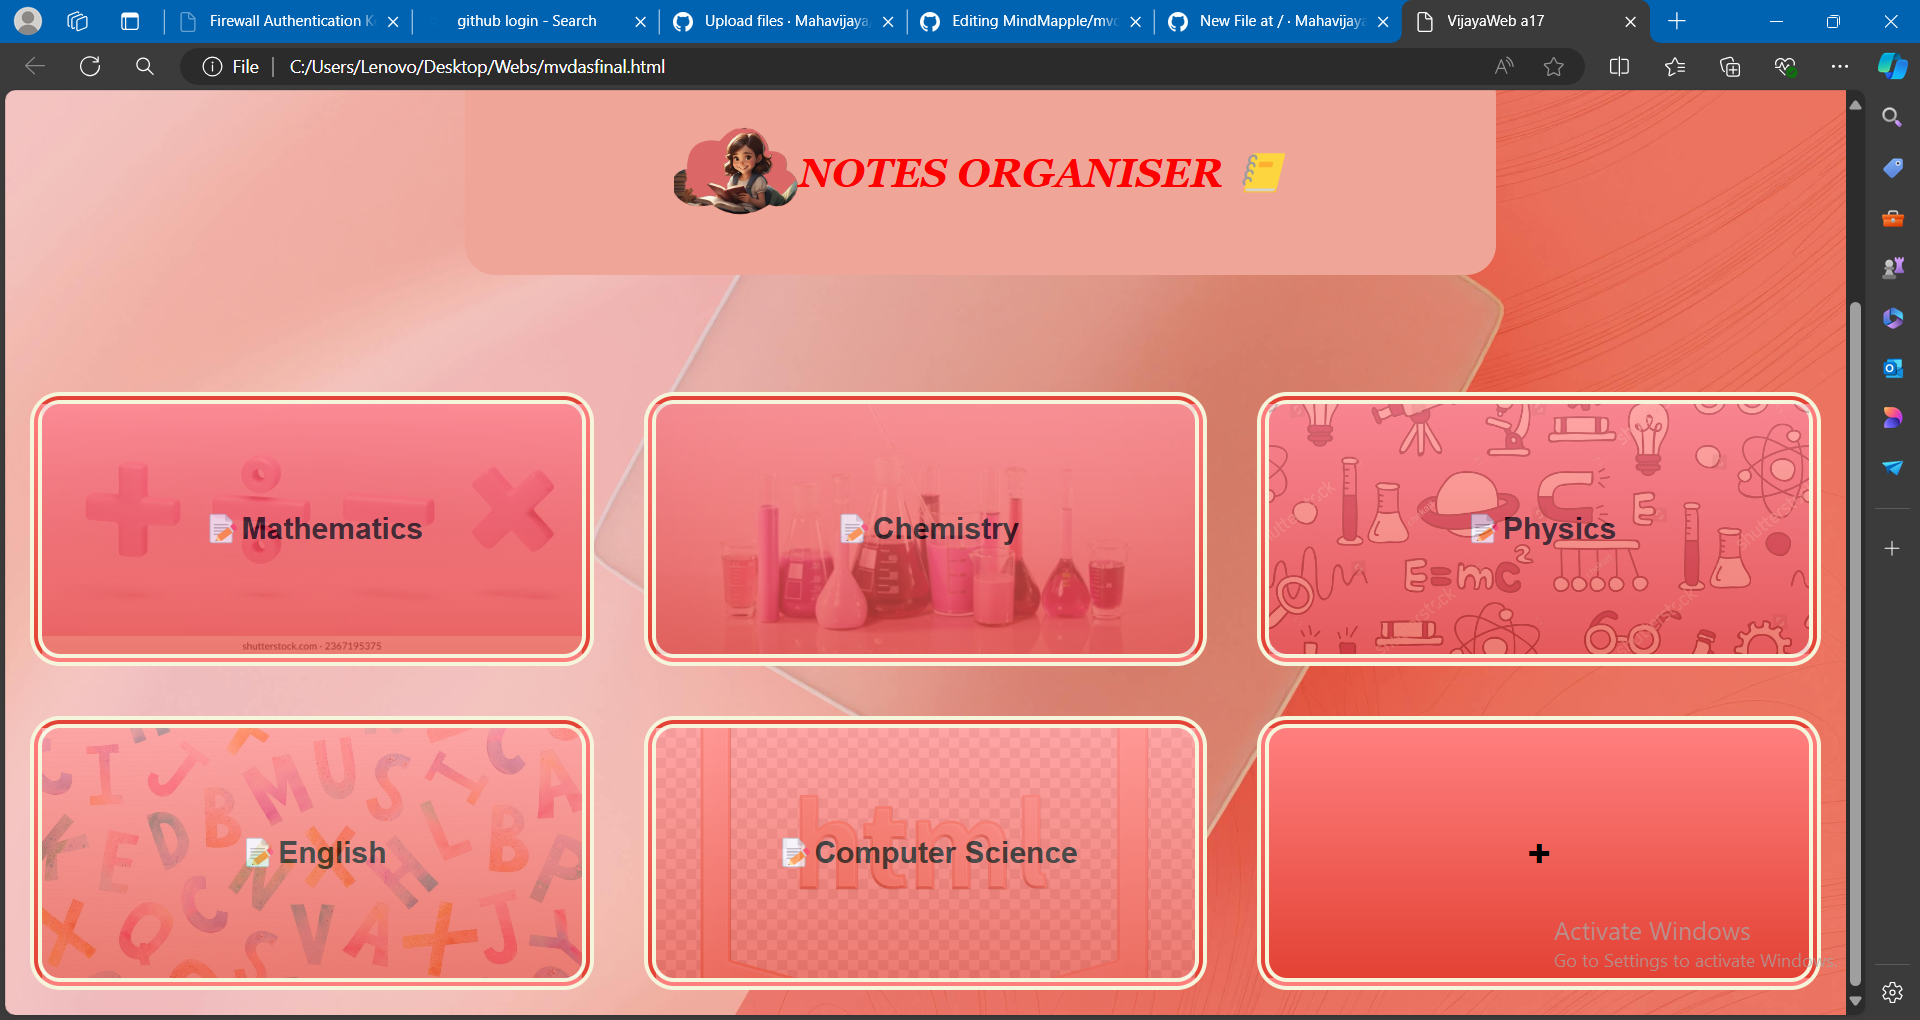 Firewall Authentication K
github login - Search
Upload files · Mahavijaya
Editing MindMapple/mvd
New File at / · Mahavijaya
VijayaWeb a17
File
C:/Users/Lenovo/Desktop/Webs/mvdasfinal.html
NOTES ORGANISER
Mathematics
Chemistry
Physics
E=mc²
E
shutterstock.com · 2367195375
English
Computer Science
html
+
Activate Windows
Go to Settings to activate Windows.